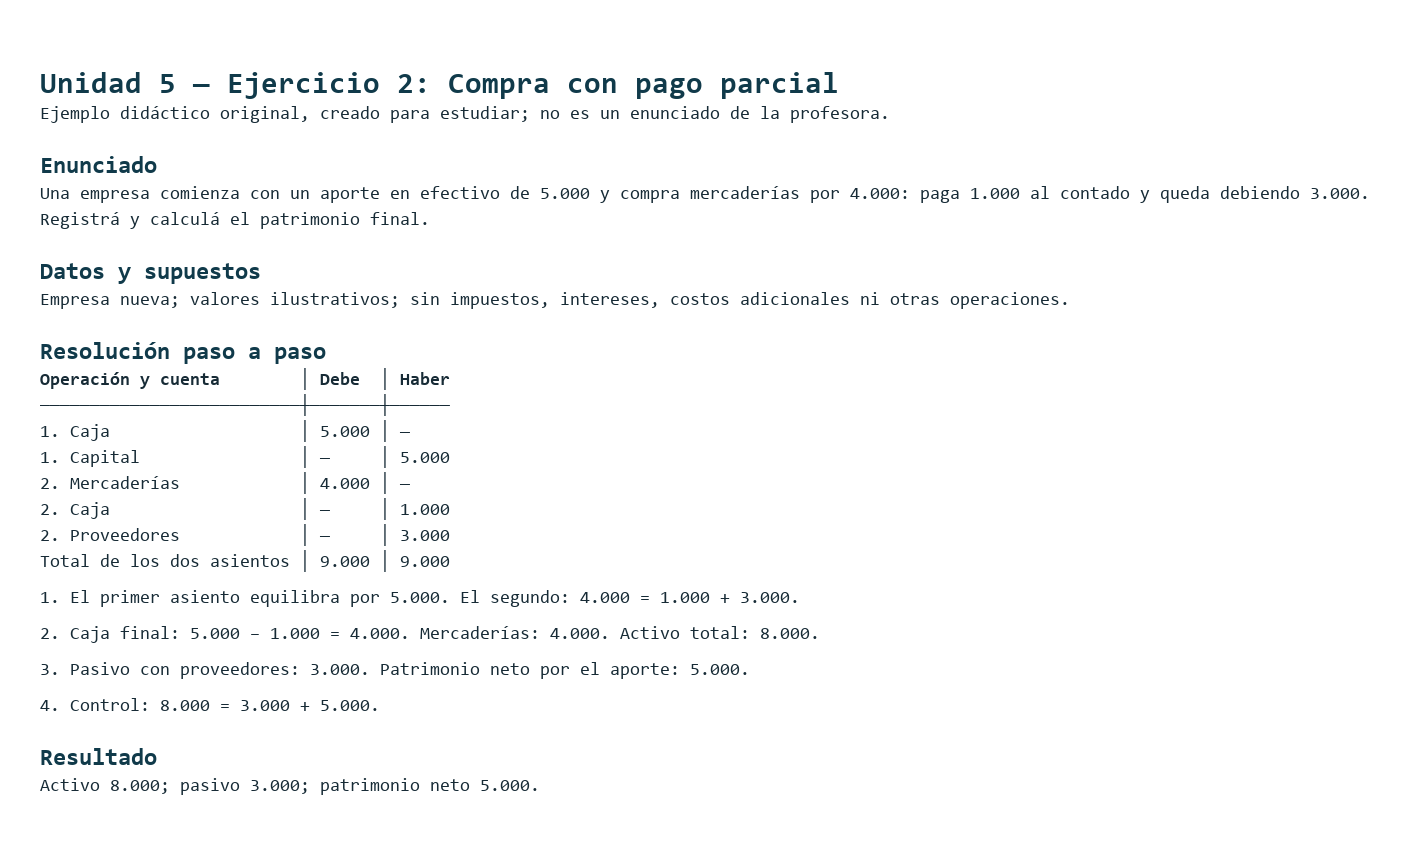 Unidad 5 — Ejercicio 2: Compra con pago parcial
Ejemplo didáctico original, creado para estudiar; no es un enunciado de la profesora.
Enunciado
Una empresa comienza con un aporte en efectivo de 5.000 y compra mercaderías por 4.000: paga 1.000 al contado y queda debiendo 3.000.
Registrá y calculá el patrimonio final.
Datos y supuestos
Empresa nueva; valores ilustrativos; sin impuestos, intereses, costos adicionales ni otras operaciones.
Resolución paso a paso
Operación y cuenta │ Debe │ Haber
1. Caja │ 5.000 │ —
1. Capital │ — │ 5.000
2. Mercaderías │ 4.000 │ —
2. Caja │ — │ 1.000
2. Proveedores │ — │ 3.000
Total de los dos asientos │ 9.000 │ 9.000
1. El primer asiento equilibra por 5.000. El segundo: 4.000 = 1.000 + 3.000.
2. Caja final: 5.000 − 1.000 = 4.000. Mercaderías: 4.000. Activo total: 8.000.
3. Pasivo con proveedores: 3.000. Patrimonio neto por el aporte: 5.000.
4. Control: 8.000 = 3.000 + 5.000.
Resultado
Activo 8.000; pasivo 3.000; patrimonio neto 5.000.